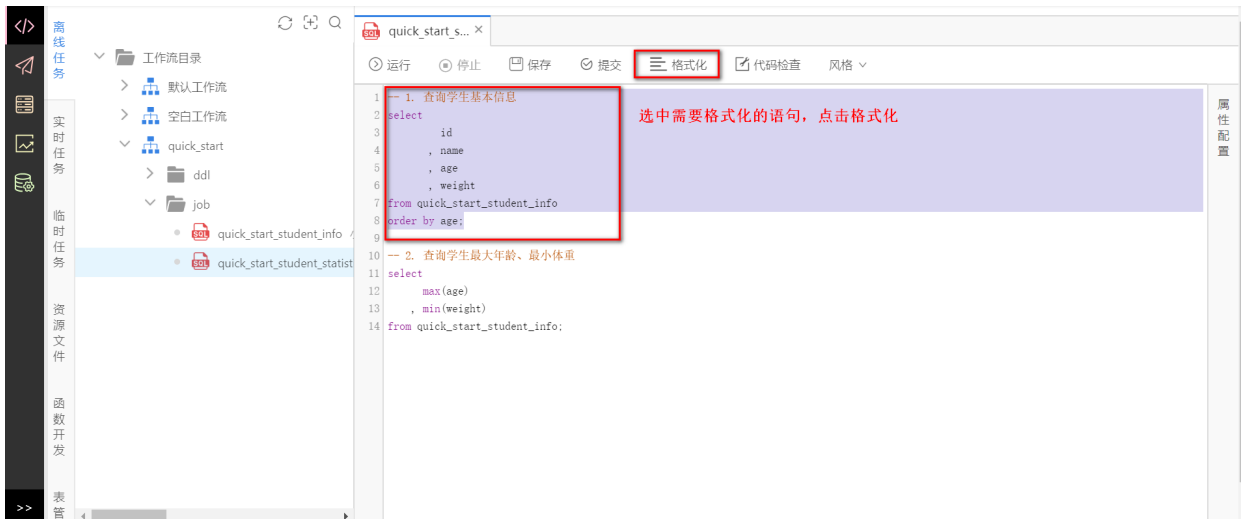 </>
离线任务
实时任务
临时任务
资源文件
函数开发
表管
>>
工作流目录
默认工作流
空白工作流
quick_start
ddl
job
quick_start_student_info
quick_start_student_statist
quick_start_s... ×
运行 停止 保存 提交 格式化 代码检查 风格
1 -- 1. 查询学生基本信息
2 select
3 id
4 , name
5 , age
6 , weight
7 from quick_start_student_info
8 order by age;
9
10 -- 2. 查询学生最大年龄、最小体重
11 select
12 max(age)
13 , min(weight)
14 from quick_start_student_info;
选中需要格式化的语句，点击格式化
属性配置